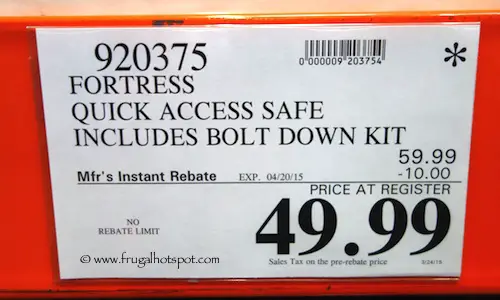 920375
0"000009"203754"
*
FORTRESS
QUICK ACCESS SAFE
INCLUDES BOLT DOWN KIT
59.99
Mfr's Instant Rebate EXP. 04/20/15 -10.00
PRICE AT REGISTER
NO
REBATE LIMIT
49.99
Sales Tax on the pre-rebate price
© www.frugalhotspot.com